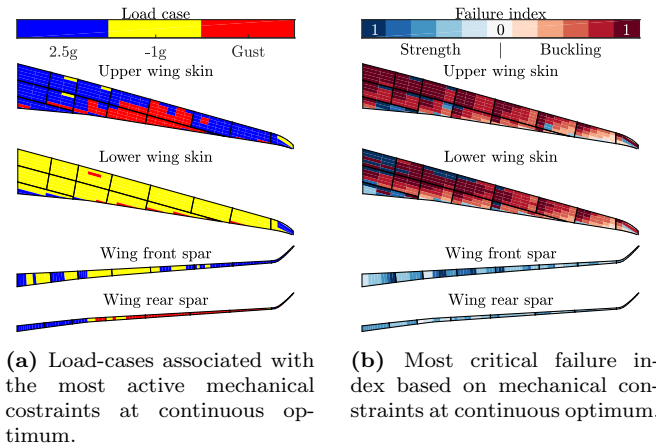 Load case
2.5g -1g Gust
Upper wing skin
Lower wing skin
Wing front spar
Wing rear spar
(a) Load-cases associated with
the most active mechanical
costraints at continuous op-
timum.
Failure index
1 0 1
Strength | Buckling
Upper wing skin
Lower wing skin
Wing front spar
Wing rear spar
(b) Most critical failure in-
dex based on mechanical con-
straints at continuous optimum.